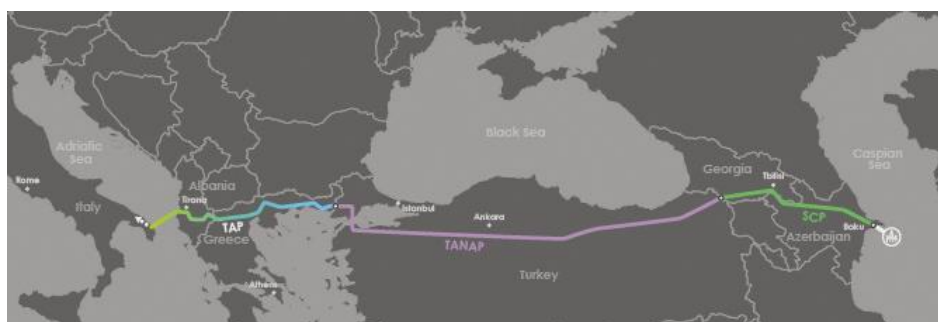 Adriatic
Sea
Rome
Italy
Albania
Tirana
TAP
Greece
Athens
Istanbul
Black Sea
Ankara
TANAP
Turkey
Georgia
Tbilisi
SCP
Azerbaijan
Baku
Caspian
Sea